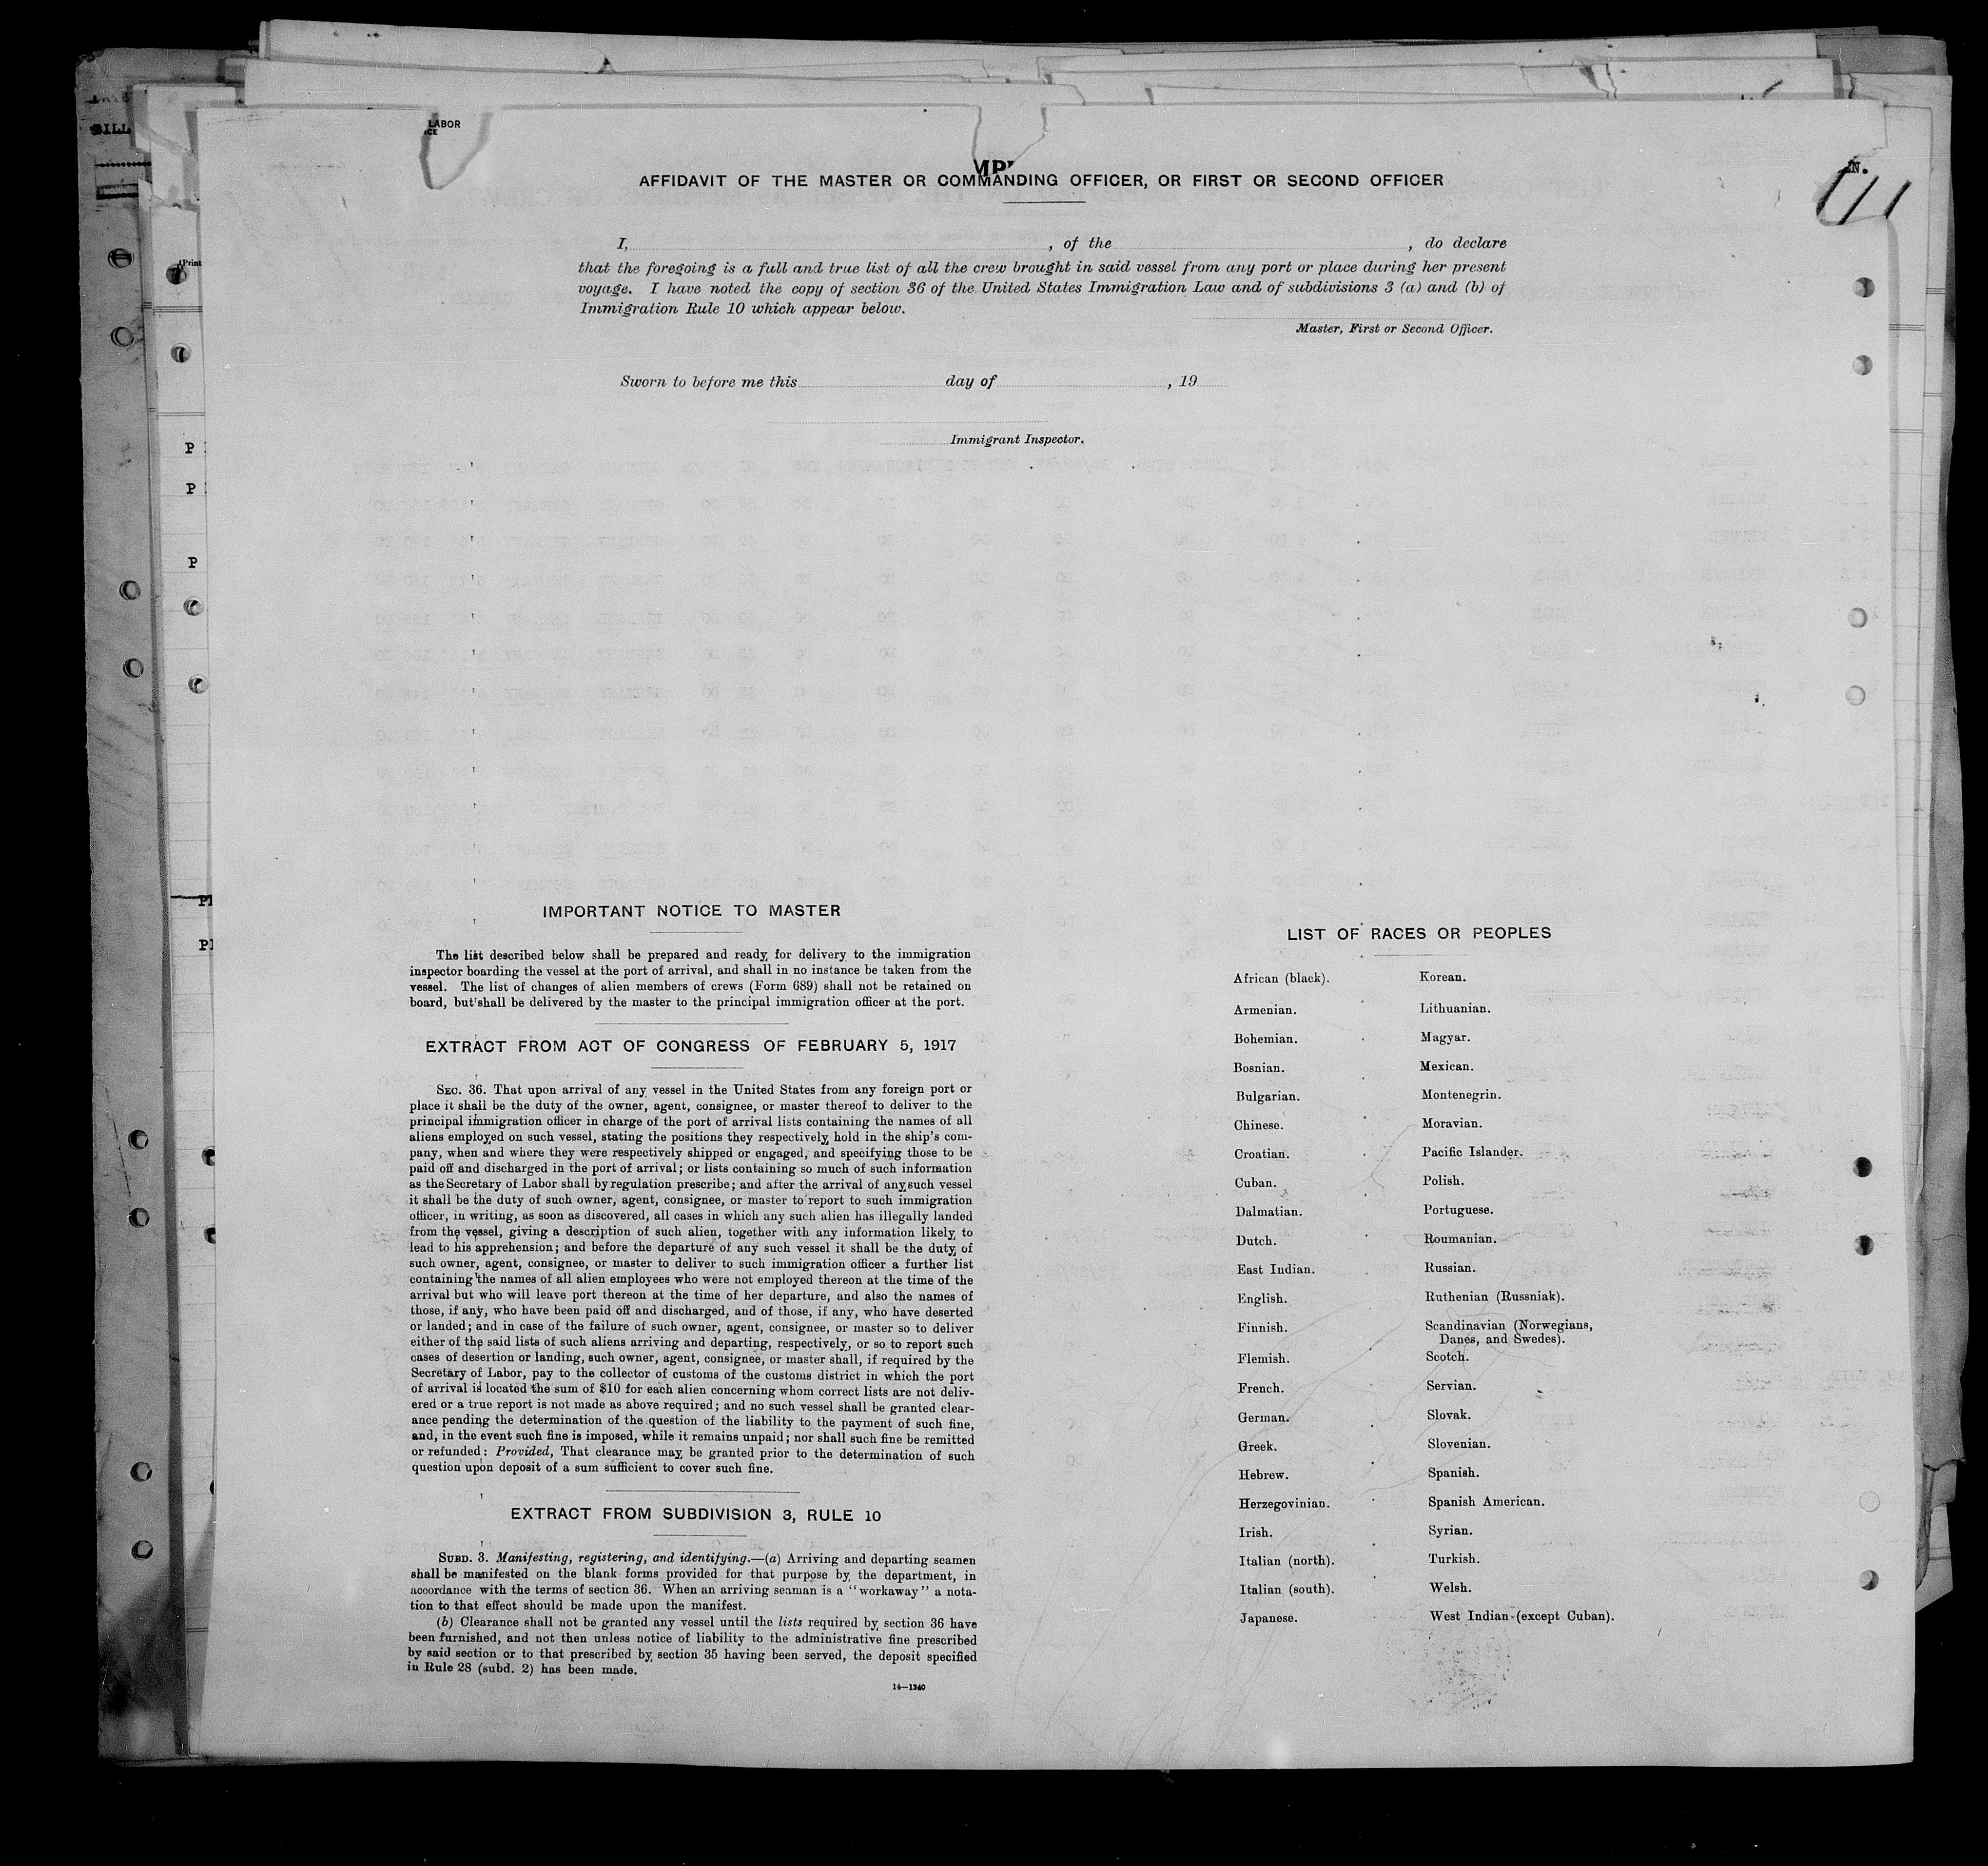 LABOR
AFFIDAVIT OF THE MASTER OR COMMANDING OFFICER, OR FIRST OR SECOND OFFICER
I, , of the , do declare
that the foregoing is a full and true list of all the crew brought in said vessel from any port or place during her present
voyage. I have noted the copy of section 36 of the United States Immigration Law and of subdivisions 3 (a) and (b) of
Immigration Rule 10 which appear below.
Master, First or Second Officer.
Sworn to before me this day of , 19
Immigrant Inspector.
IMPORTANT NOTICE TO MASTER
The list described below shall be prepared and ready for delivery to the immigration
inspector boarding the vessel at the port of arrival, and shall in no instance be taken from the
vessel. The list of changes of alien members of crews (Form 689) shall not be retained on
board, but shall be delivered by the master to the principal immigration officer at the port.
EXTRACT FROM ACT OF CONGRESS OF FEBRUARY 5, 1917
SEC. 36. That upon arrival of any vessel in the United States from any foreign port or
place it shall be the duty of the owner, agent, consignee, or master thereof to deliver to the
principal immigration officer in charge of the port of arrival lists containing the names of all
aliens employed on such vessel, stating the positions they respectively hold in the ship's com-
pany, when and where they were respectively shipped or engaged, and specifying those to be
paid off and discharged in the port of arrival; or lists containing so much of such information
as the Secretary of Labor shall by regulation prescribe; and after the arrival of any such vessel
it shall be the duty of such owner, agent, consignee, or master to report to such immigration
officer, in writing, as soon as discovered, all cases in which any such alien has illegally landed
from the vessel, giving a description of such alien, together with any information likely to
lead to his apprehension; and before the departure of any such vessel it shall be the duty of
such owner, agent, consignee, or master to deliver to such immigration officer a further list
containing the names of all alien employees who were not employed thereon at the time of the
arrival but who will leave port thereon at the time of her departure, and also the names of
those, if any, who have been paid off and discharged, and of those, if any, who have deserted
or landed; and in case of the failure of such owner, agent, consignee, or master so to deliver
either of the said lists of such aliens arriving and departing, respectively, or so to report such
cases of desertion or landing, such owner, agent, consignee, or master shall, if required by the
Secretary of Labor, pay to the collector of customs of the customs district in which the port
of arrival is located the sum of $10 for each alien concerning whom correct lists are not deliv-
ered or a true report is not made as above required; and no such vessel shall be granted clear-
ance pending the determination of the question of the liability to the payment of such fine,
and, in the event such fine is imposed, while it remains unpaid; nor shall such fine be remitted
or refunded: Provided, That clearance may be granted prior to the determination of such
question upon deposit of a sum sufficient to cover such fine.
EXTRACT FROM SUBDIVISION 3, RULE 10
SUBD. 3. Manifesting, registering, and identifying.—(a) Arriving and departing seamen
shall be manifested on the blank forms provided for that purpose by the department, in
accordance with the terms of section 36. When an arriving seaman is a "workaway" a nota-
tion to that effect should be made upon the manifest.
(b) Clearance shall not be granted any vessel until the lists required by section 36 have
been furnished, and not then unless notice of liability to the administrative fine prescribed
by said section or to that prescribed by section 35 having been served, the deposit specified
in Rule 28 (subd. 2) has been made.
14—1240
LIST OF RACES OR PEOPLES
African (black).
Armenian.
Bohemian.
Bosnian.
Bulgarian.
Chinese.
Croatian.
Cuban.
Dalmatian.
Dutch.
East Indian.
English.
Finnish.
Flemish.
French.
German.
Greek.
Hebrew.
Herzegovinian.
Irish.
Italian (north).
Italian (south).
Japanese.
Korean.
Lithuanian.
Magyar.
Mexican.
Montenegrin.
Moravian.
Pacific Islander.
Polish.
Portuguese.
Roumanian.
Russian.
Ruthenian (Russniak).
Scandinavian (Norwegians,
Danes, and Swedes).
Scotch.
Servian.
Slovak.
Slovenian.
Spanish.
Spanish American.
Syrian.
Turkish.
Welsh.
West Indian (except Cuban).